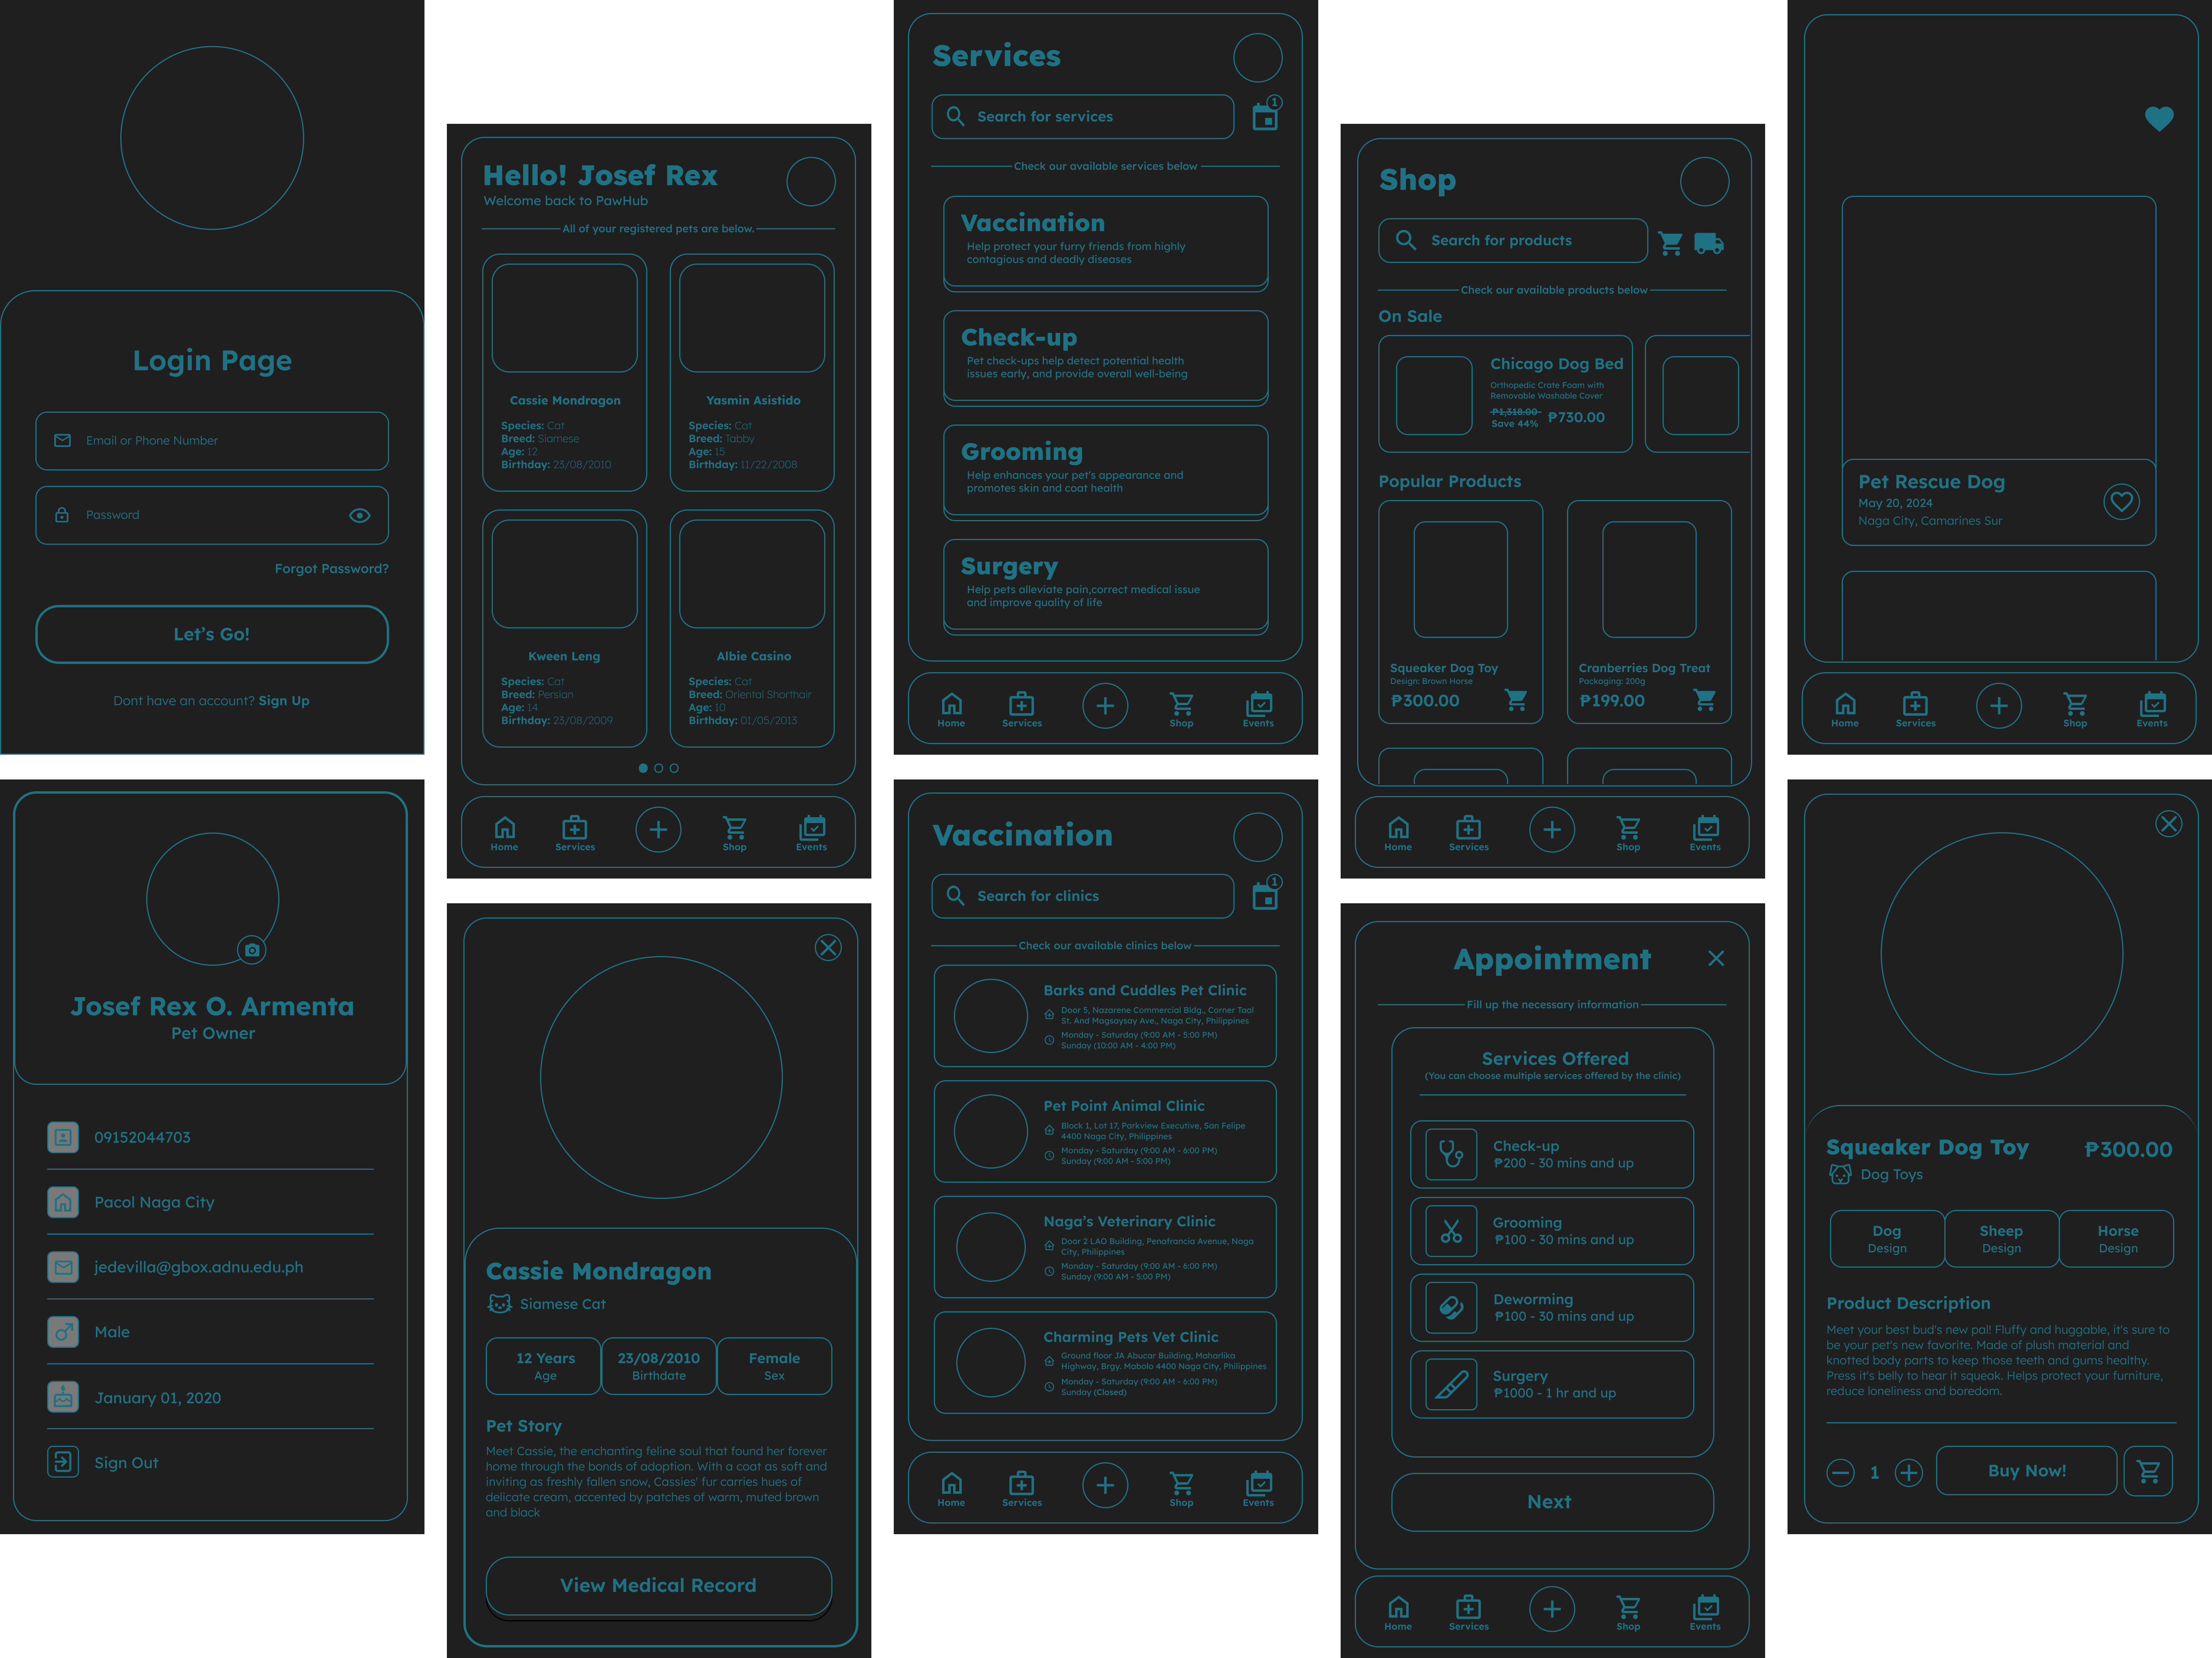 Login Page
Email or Phone Number
Password
Forgot Password?
Let's Go!
Dont have an account? Sign Up
Josef Rex O. Armenta
Pet Owner
09152044703
Pacol Naga City
jedevilla@gbox.adnu.edu.ph
Male
January 01, 2020
Sign Out
Hello! Josef Rex
Welcome back to PawHub
All of your registered pets are below.
Cassie Mondragon
Species: Cat
Breed: Siamese
Age: 12
Birthday: 23/08/2010
Yasmin Asistido
Species: Cat
Breed: Tabby
Age: 15
Birthday: 11/22/2008
Kween Leng
Species: Cat
Breed: Persian
Age: 14
Birthday: 23/08/2009
Albie Casino
Species: Cat
Breed: Oriental Shorthair
Age: 10
Birthday: 01/05/2013
Home
Services
Shop
Events
Cassie Mondragon
Siamese Cat
12 Years
Age
23/08/2010
Birthdate
Female
Sex
Pet Story
Meet Cassie, the enchanting feline soul that found her forever
home through the bonds of adoption. With a coat as soft and
inviting as freshly fallen snow, Cassies' fur carries hues of
delicate cream, accented by patches of warm, muted brown
and black
View Medical Record
Services
Search for services
1
Check our available services below
Vaccination
Help protect your furry friends from highly
contagious and deadly diseases
Check-up
Pet check-ups help detect potential health
issues early, and provide overall well-being
Grooming
Help enhances your pet's appearance and
promotes skin and coat health
Surgery
Help pets alleviate pain,correct medical issue
and improve quality of life
Home
Services
Shop
Events
Vaccination
Search for clinics
1
Check our available clinics below
Barks and Cuddles Pet Clinic
Door 5, Nazarene Commercial Bldg., Corner Taal
St. And Magsaysay Ave., Naga City, Philippines
Monday - Saturday (9:00 AM - 5:00 PM)
Sunday (10:00 AM - 4:00 PM)
Pet Point Animal Clinic
Block 1, Lot 17, Parkview Executive, San Felipe
4400 Naga City, Philippines
Monday - Saturday (9:00 AM - 6:00 PM)
Sunday (9:00 AM - 5:00 PM)
Naga's Veterinary Clinic
Door 2 LAO Building, Penafrancia Avenue, Naga
City, Philippines
Monday - Saturday (9:00 AM - 6:00 PM)
Sunday (9:00 AM - 5:00 PM)
Charming Pets Vet Clinic
Ground floor JA Abucar Building, Maharlika
Highway, Brgy. Mabolo 4400 Naga City, Philippines
Monday - Saturday (9:00 AM - 6:00 PM)
Sunday (Closed)
Home
Services
Shop
Events
Shop
Search for products
Check our available products below
On Sale
Chicago Dog Bed
Orthopedic Crate Foam with
Removable Washable Cover
₱1,318.00
Save 44%
₱730.00
Popular Products
Squeaker Dog Toy
Design: Brown Horse
₱300.00
Cranberries Dog Treat
Packaging: 200g
₱199.00
Home
Services
Shop
Events
Appointment
Fill up the necessary information
Services Offered
(You can choose multiple services offered by the clinic)
Check-up
₱200 - 30 mins and up
Grooming
₱100 - 30 mins and up
Deworming
₱100 - 30 mins and up
Surgery
₱1000 - 1 hr and up
Next
Home
Services
Shop
Events
Pet Rescue Dog
May 20, 2024
Naga City, Camarines Sur
Home
Services
Shop
Events
Squeaker Dog Toy
₱300.00
Dog Toys
Dog
Design
Sheep
Design
Horse
Design
Product Description
Meet your best bud's new pal! Fluffy and huggable, it's sure to
be your pet's new favorite. Made of plush material and
knotted body parts to keep those teeth and gums healthy.
Press it's belly to hear it squeak. Helps protect your furniture,
reduce loneliness and boredom.
1
Buy Now!